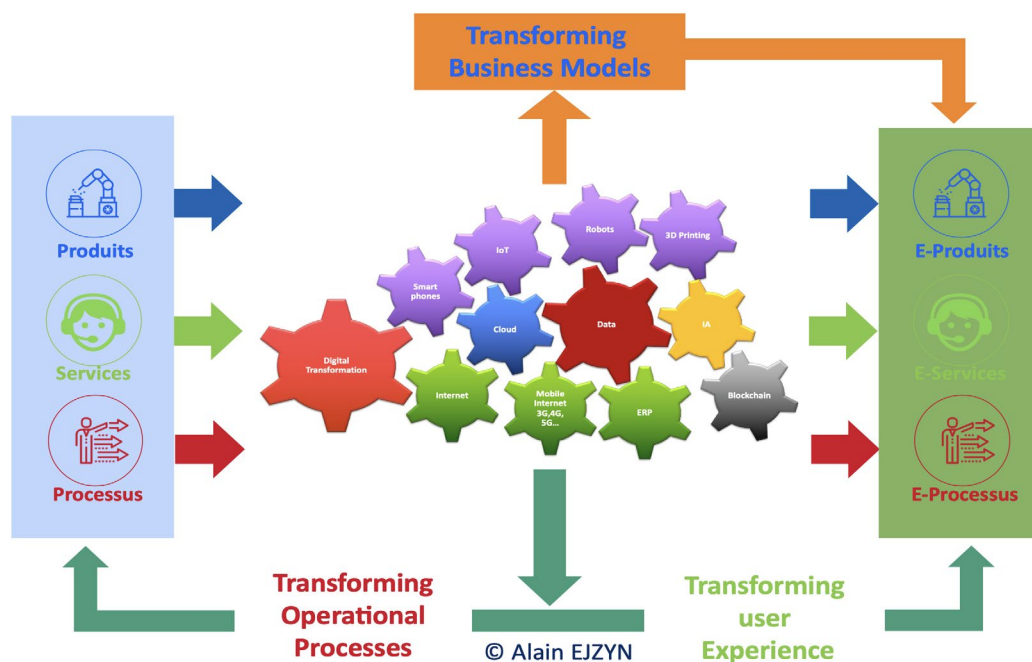 Transforming
Business Models
Produits
Services
Processus
Robots
3D Printing
IoT
Smart
phones
Cloud
Data
IA
Digital
Transformation
Internet
Mobile
Internet
3G,4G,
5G...
ERP
Blockchain
E-Produits
E-Services
E-Processus
Transforming
Operational
Processes
Transforming
user
Experience
© Alain EJZYN